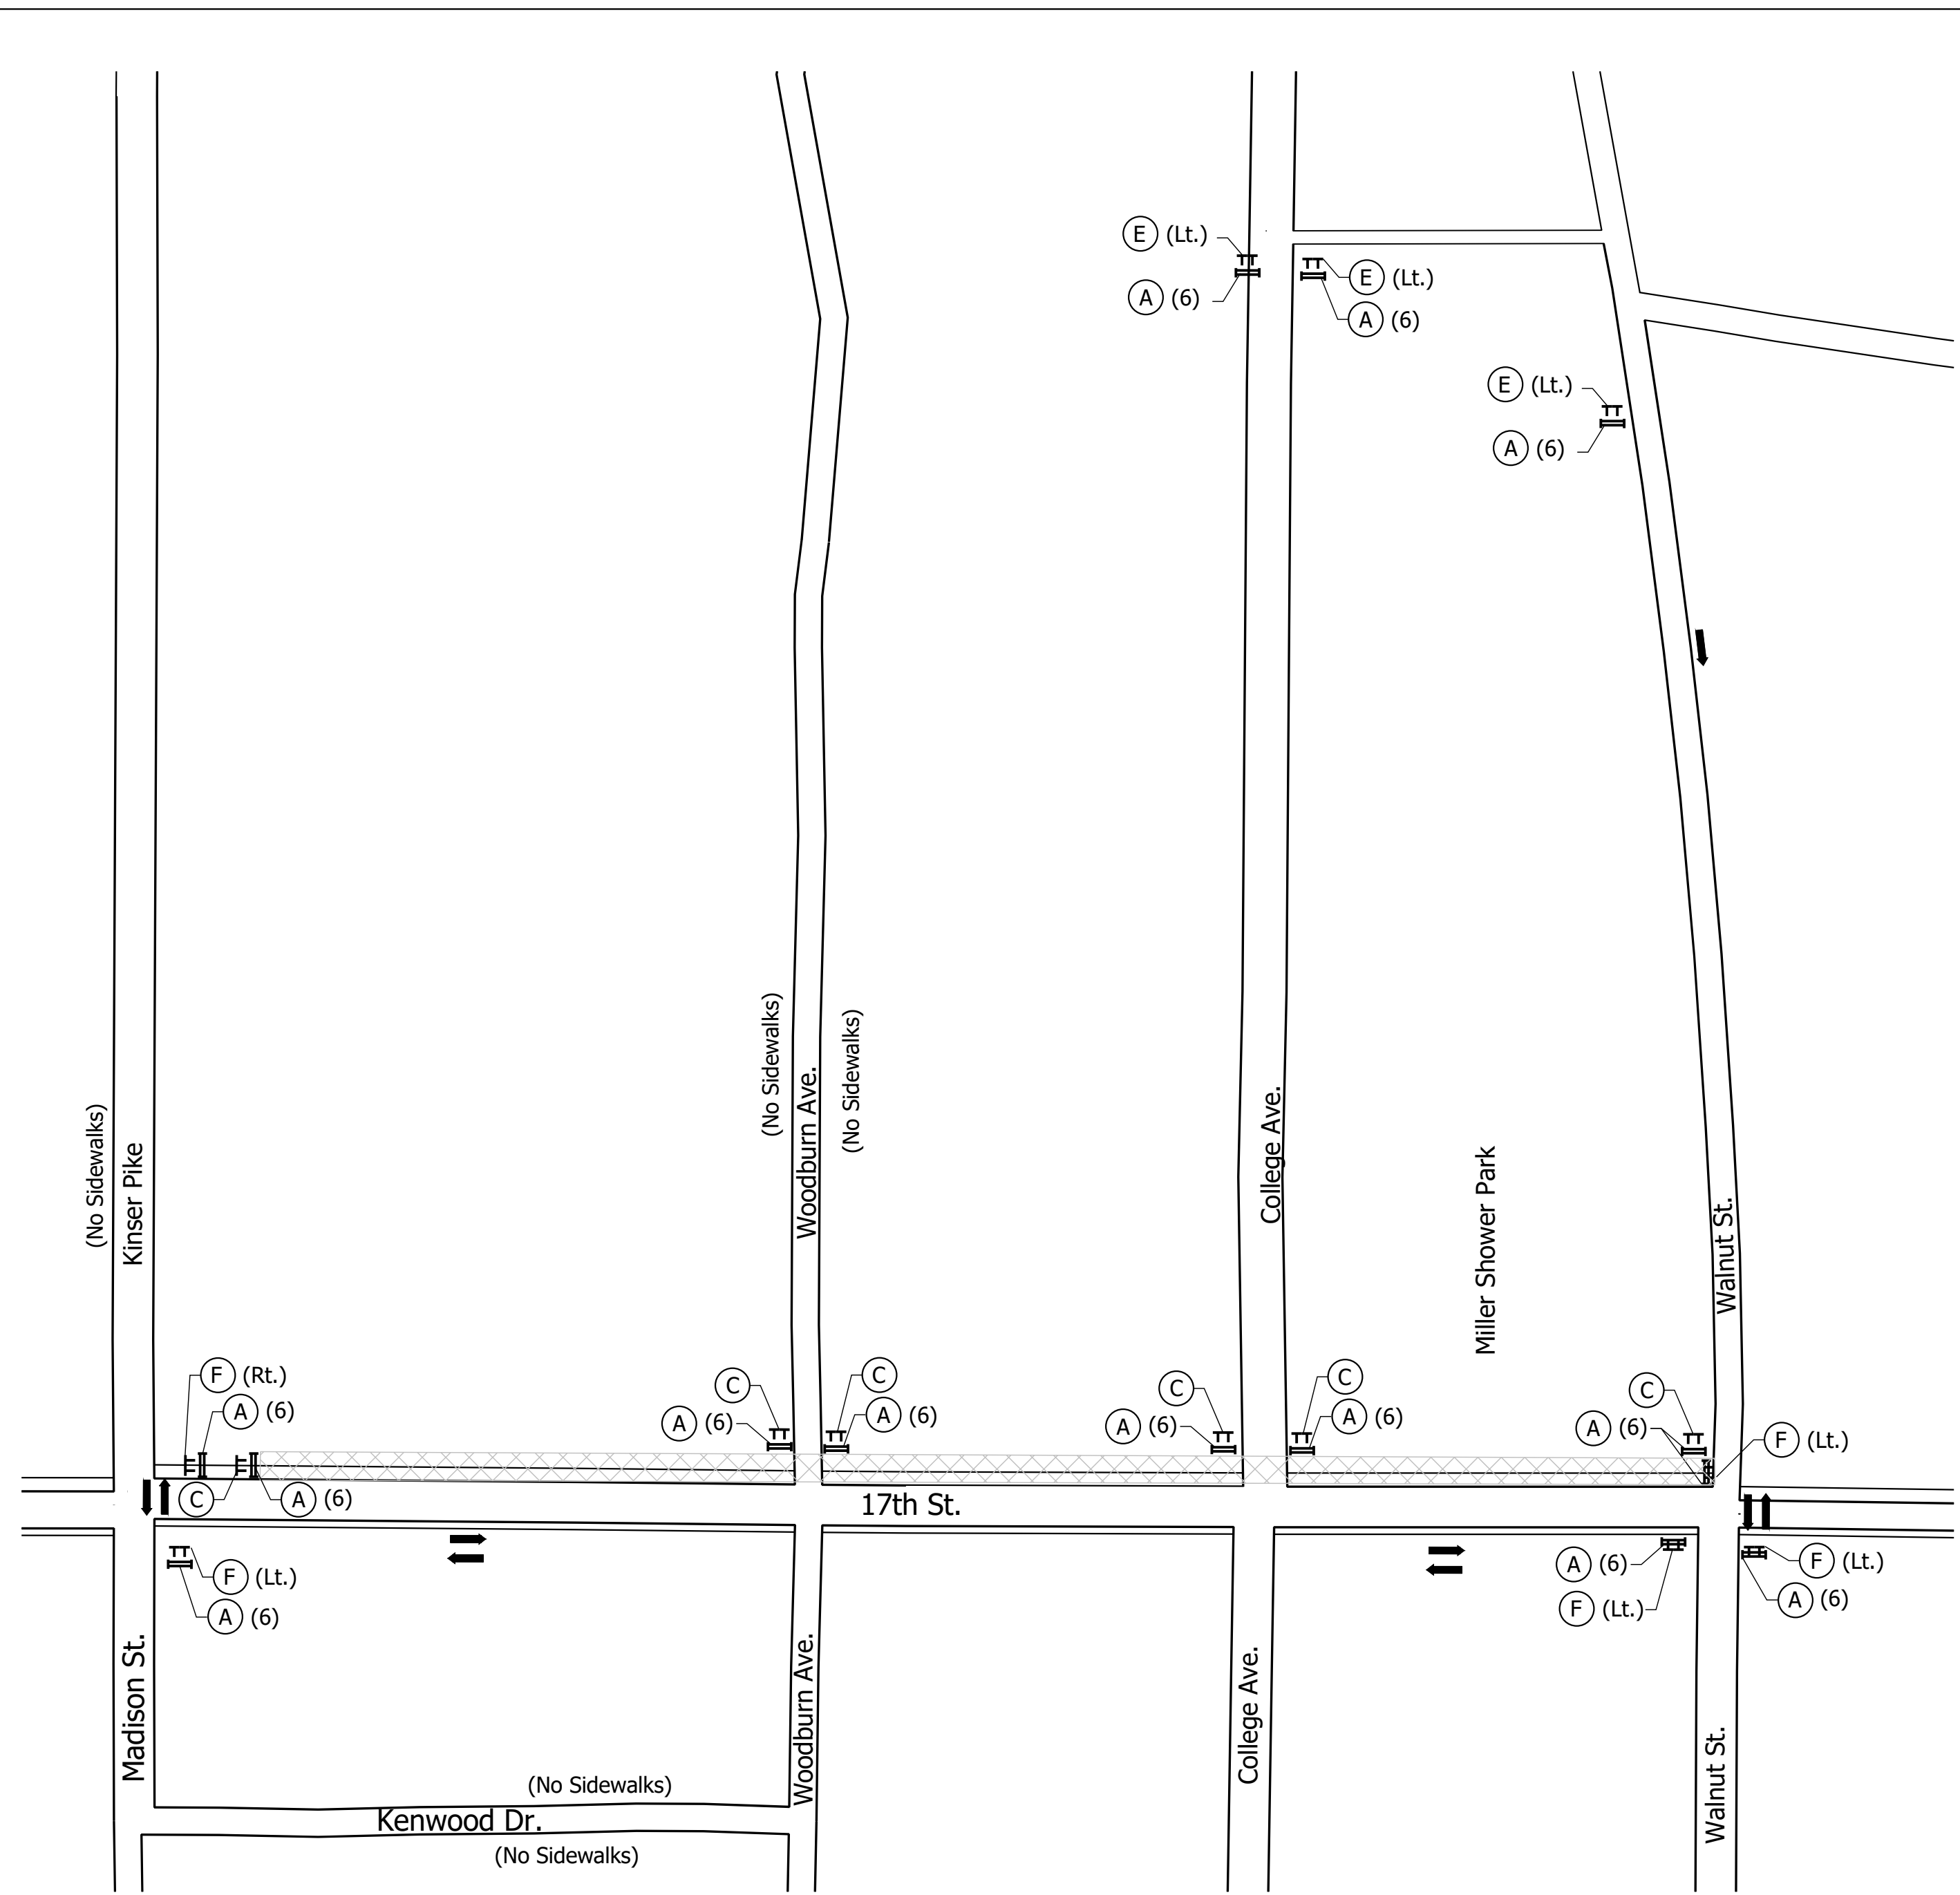 E (Lt.)
A (6)
E (Lt.)
A (6)
E (Lt.)
A (6)
(No Sidewalks)
Kinser Pike
(No Sidewalks)
Woodburn Ave.
(No Sidewalks)
College Ave.
Miller Shower Park
Walnut St.
F (Rt.)
A (6)
C
A (6)
C
A (6)
C
A (6)
C
A (6)
C
A (6)
C
A (6)
F (Lt.)
17th St.
F (Lt.)
A (6)
A (6)
F (Lt.)
F (Lt.)
A (6)
Madison St.
Woodburn Ave.
College Ave.
Walnut St.
(No Sidewalks)
Kenwood Dr.
(No Sidewalks)